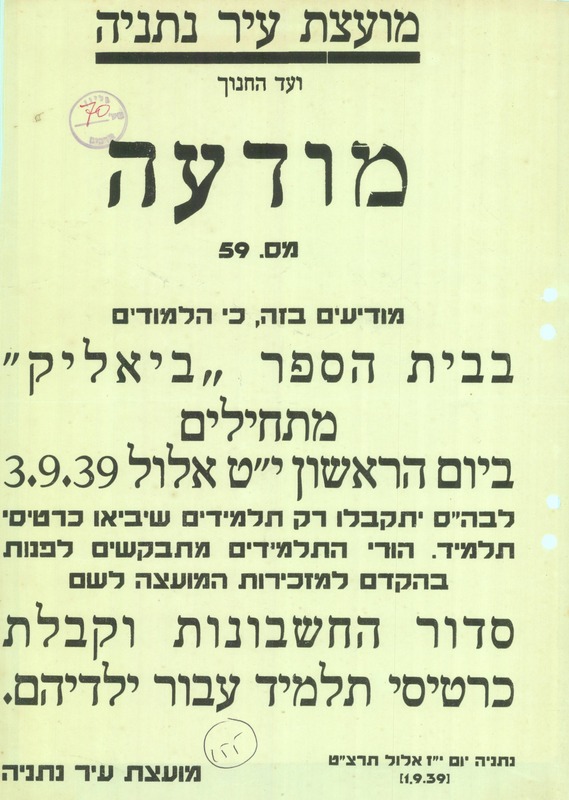 מועצת עיר נתניה
ועד החנוך
70
מודעה
מס. 59
מודיעים בזה, כי הלמודים
בבית הספר „ביאליק”
מתחילים
ביום הראשון י״ט אלול 3.9.39
לבה״ס יתקבלו רק תלמידים שיביאו כרטיסי
תלמיד. הורי התלמידים מתבקשים לפנות
בהקדם למזכירות המועצה לשם
סדור החשבונות וקבלת
כרטיסי תלמיד עבור ילדיהם.
נתניה יום י״ז אלול תרצ״ט
[1.9.39]
מועצת עיר נתניה